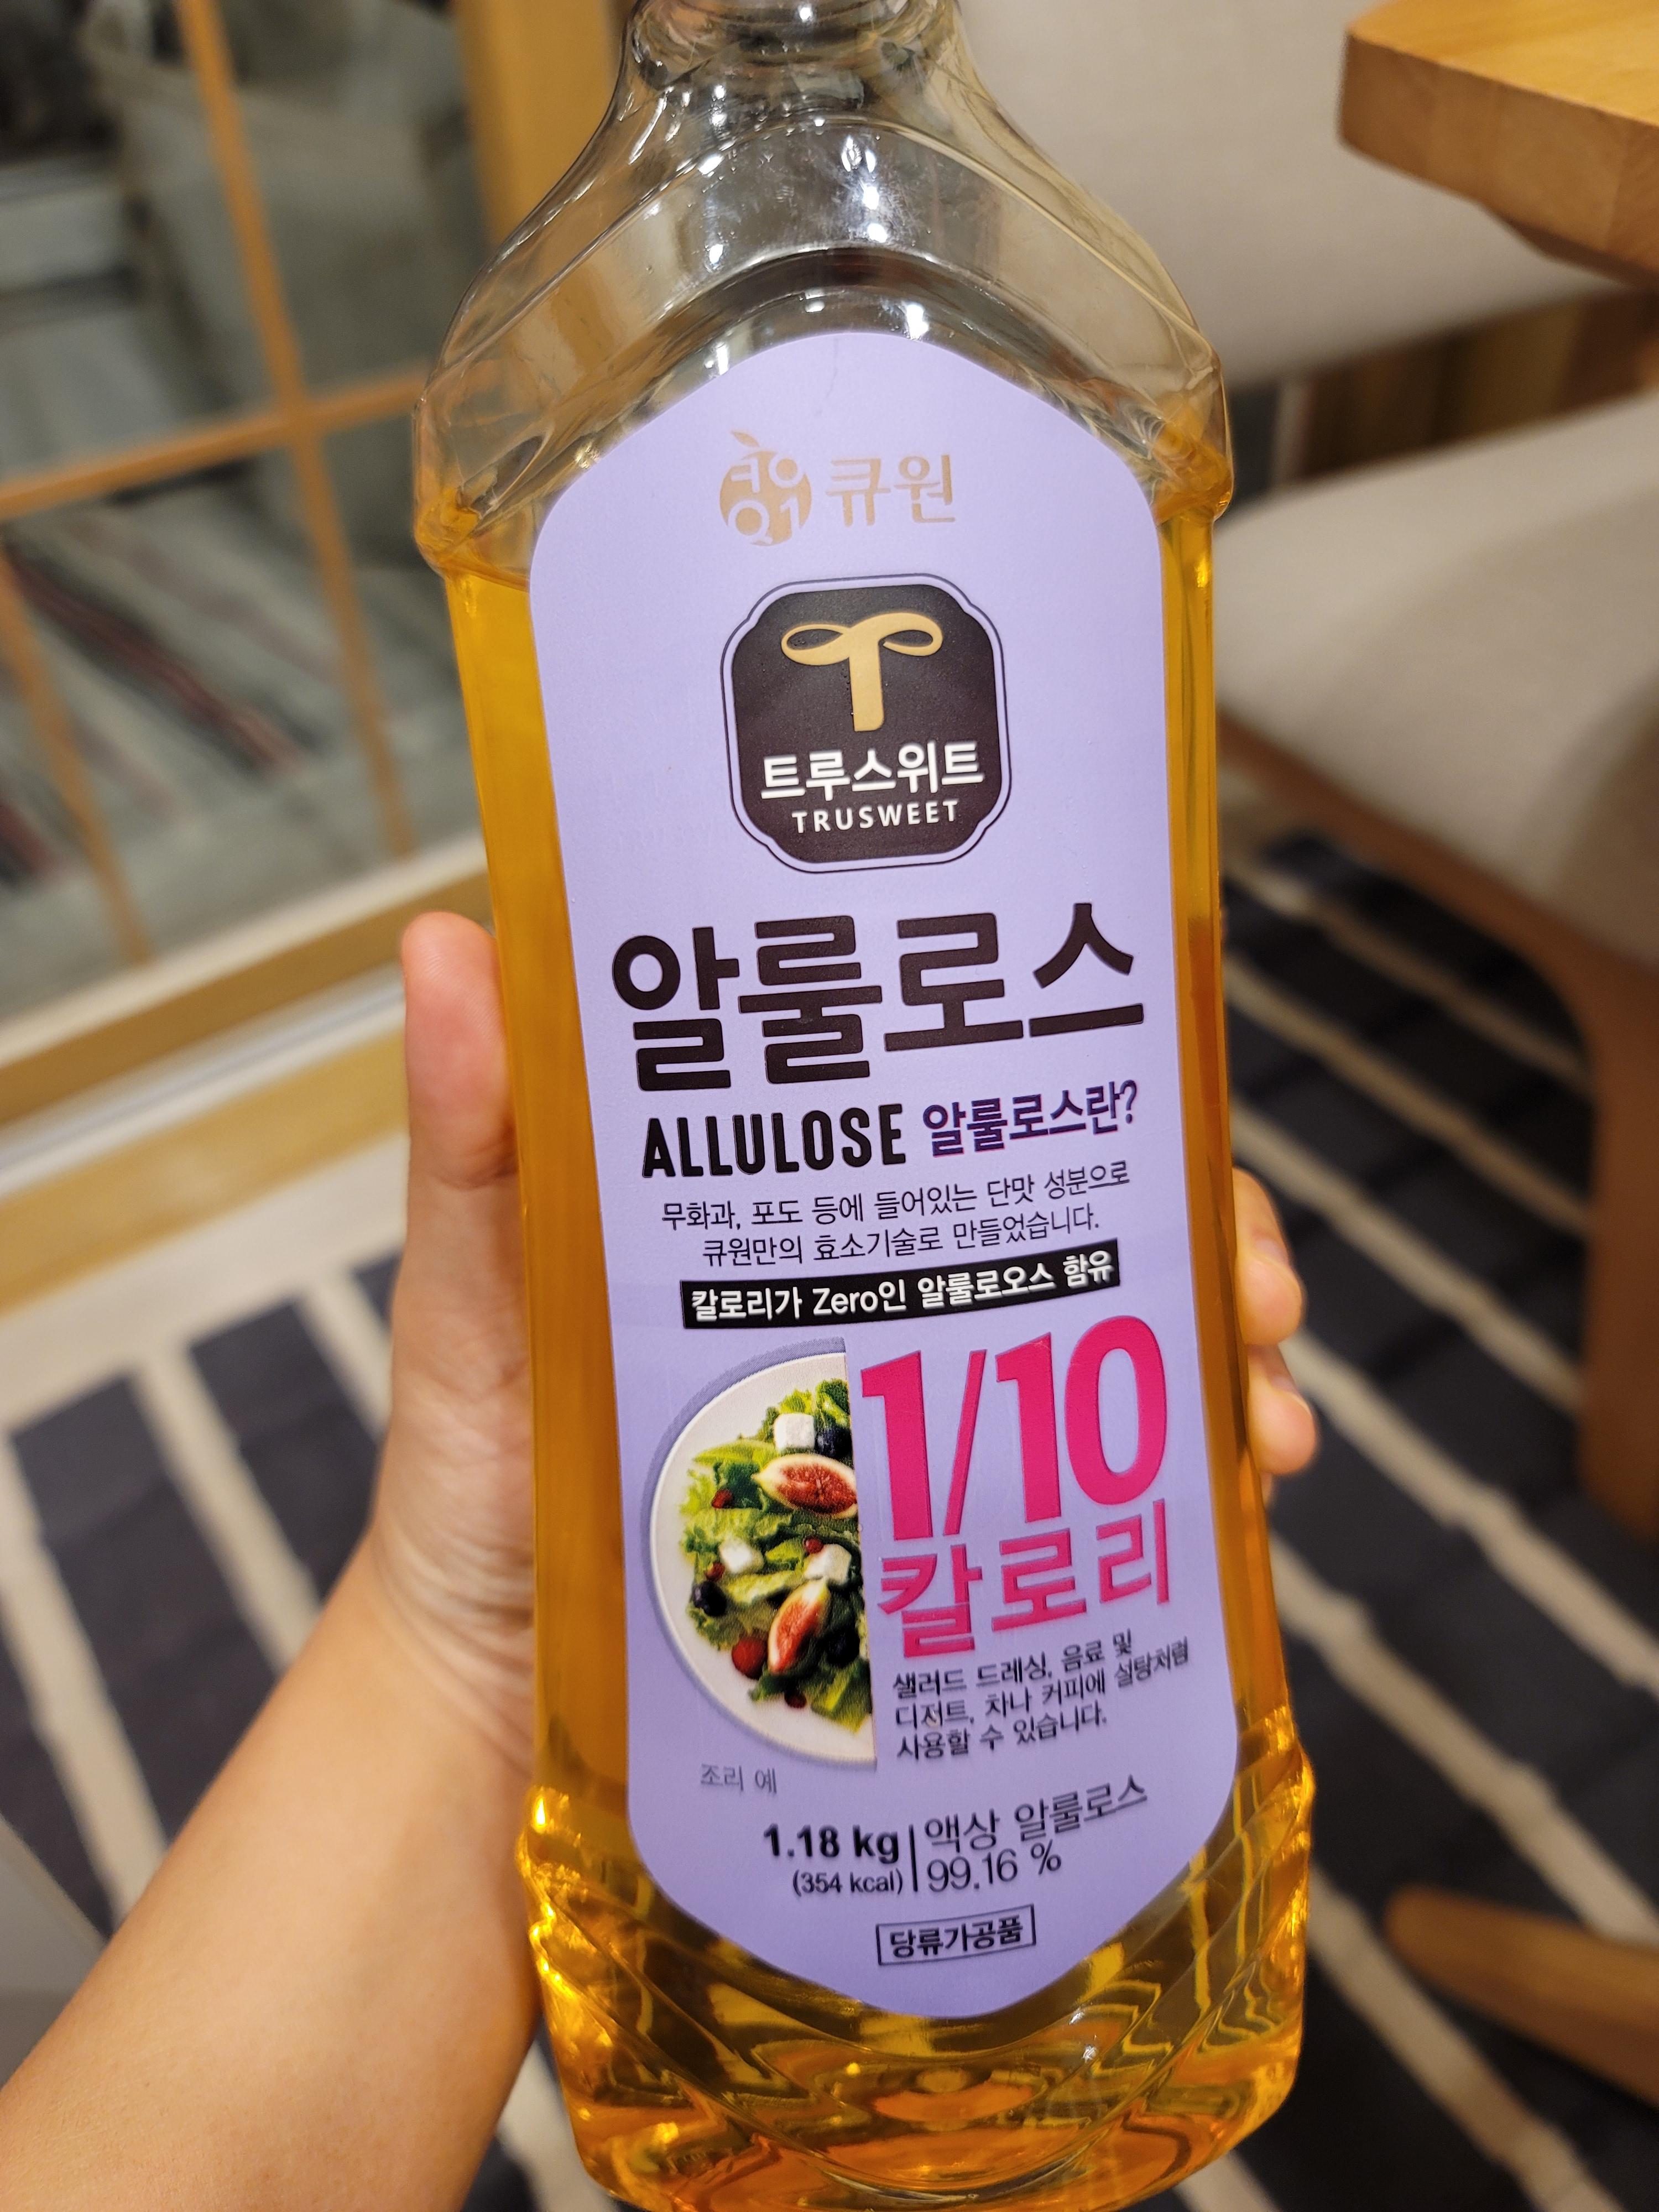 큐원
Q1 큐원
트루스위트
TRUSWEET
알룰로스
ALLULOSE 알룰로스란?
무화과, 포도 등에 들어있는 단맛 성분으로
큐원만의 효소기술로 만들었습니다.
칼로리가 Zero인 알룰로오스 함유
1/10
칼로리
샐러드 드레싱, 음료 및
디저트, 차나 커피에 설탕처럼
사용할 수 있습니다.
조리 예
1.18 kg | 액상 알룰로스
(354 kcal) | 99.16 %
당류가공품